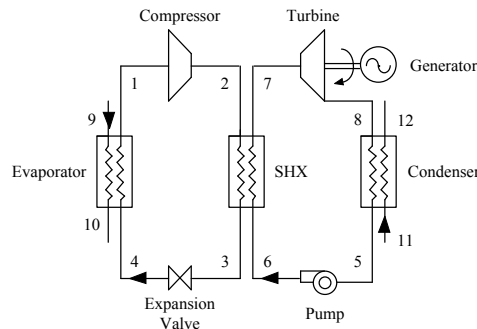 Compressor
Turbine
Generator
1
2
7
9
8
12
Evaporator
SHX
Condenser
10
11
4
3
6
5
Expansion
Valve
Pump